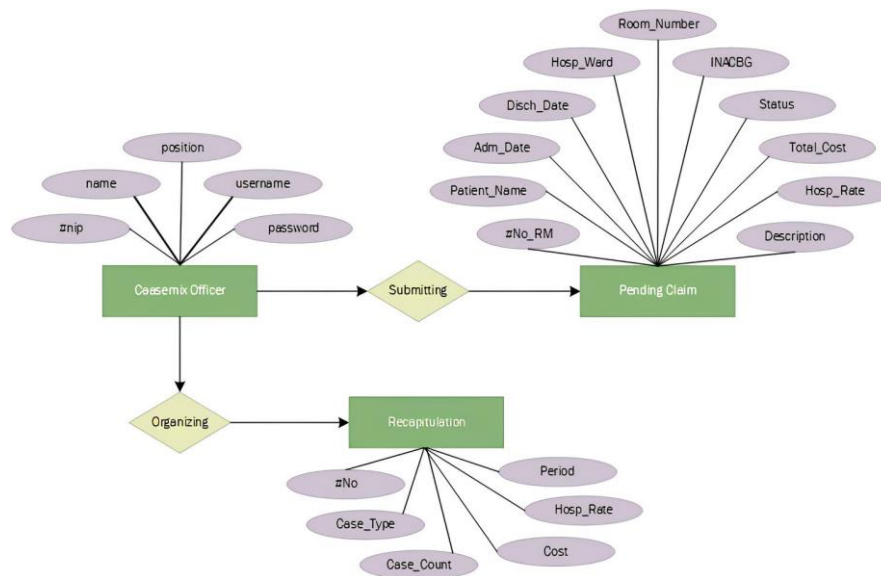 Room_Number
Hosp_Ward
INACBG
Disch_Date
Status
position
Adm_Date
Total_Cost
name
username
Patient_Name
Hosp_Rate
#nip
password
#No_RM
Description
Caasemix Officer
Submitting
Pending Claim
Organizing
Recapitulation
#No
Period
Case_Type
Hosp_Rate
Case_Count
Cost